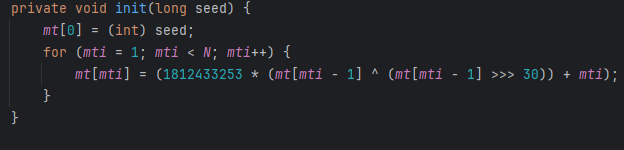 private void init(long seed) {
    mt[0] = (int) seed;
    for (mti = 1; mti < N; mti++) {
        mt[mti] = (1812433253 * (mt[mti - 1] ^ (mt[mti - 1] >>> 30)) + mti);
    }
}